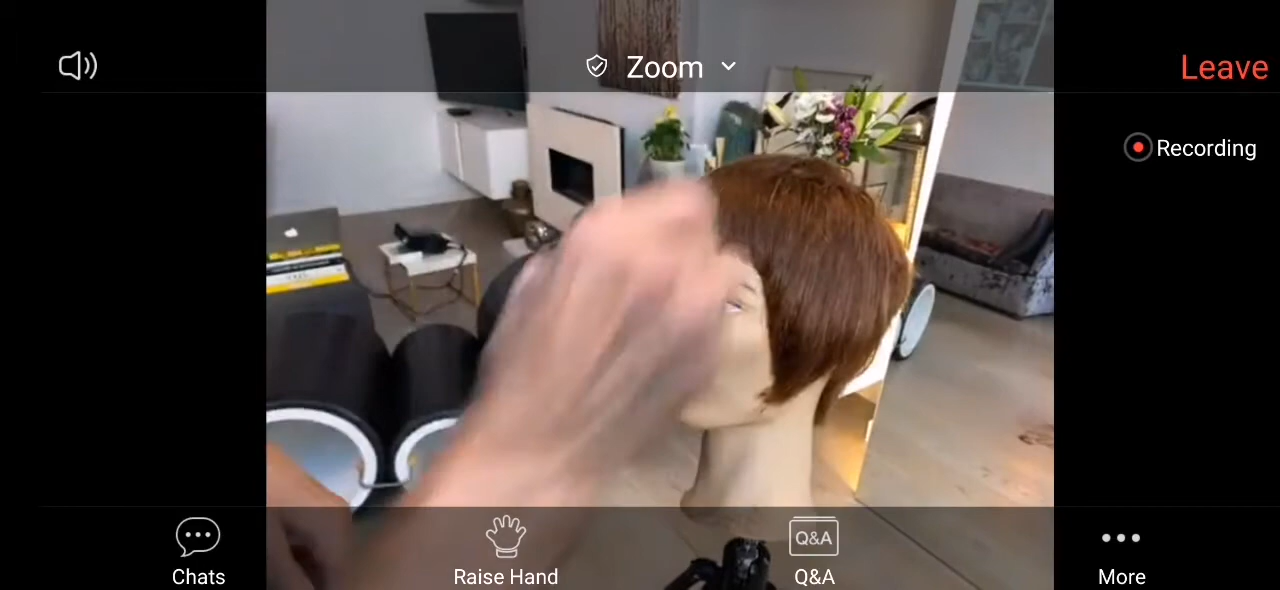 Zoom
Leave
Recording
Chats
Raise Hand
Q&A
Q&A
More